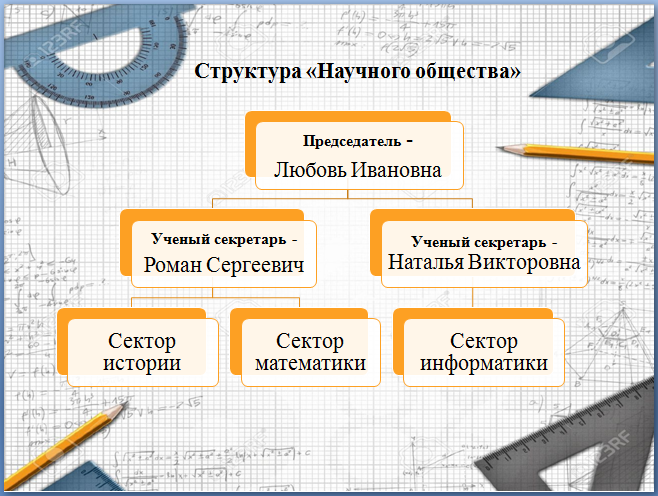 Структура «Научного общества»
Председатель -
Любовь Ивановна
Ученый секретарь -
Роман Сергеевич
Ученый секретарь -
Наталья Викторовна
Сектор
истории
Сектор
математики
Сектор
информатики